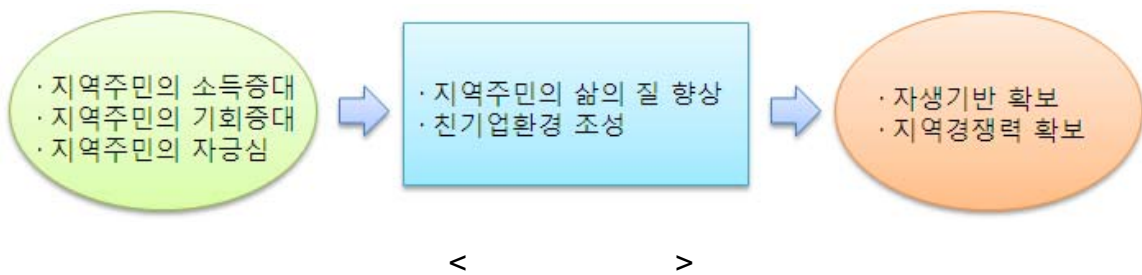 · 지역주민의 소득증대
· 지역주민의 기회증대
· 지역주민의 자긍심
· 지역주민의 삶의 질 향상
· 친기업환경 조성
· 자생기반 확보
· 지역경쟁력 확보
< >